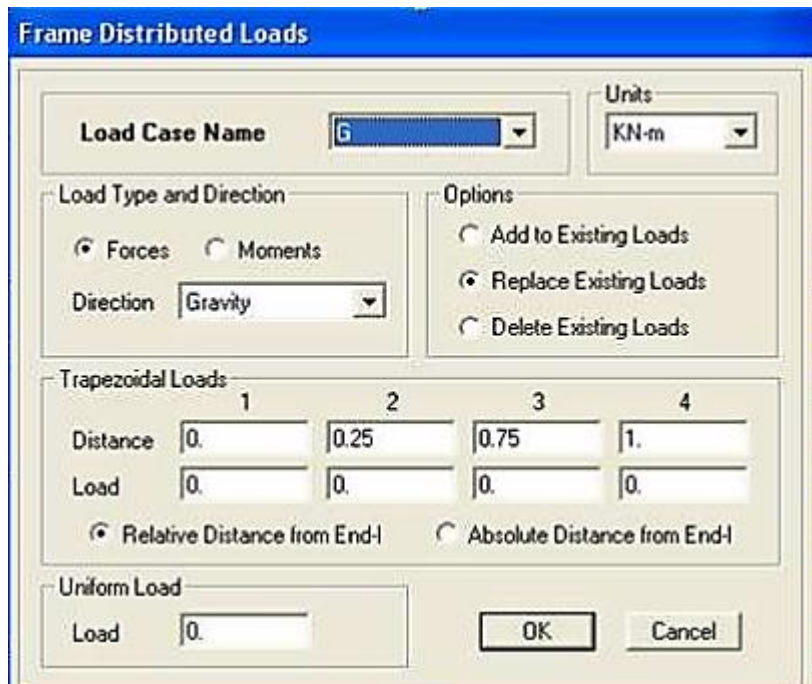 Frame Distributed Loads
Units
Load Case Name G KN-m
Load Type and Direction Options
Forces Moments Add to Existing Loads
Replace Existing Loads
Direction Gravity
Delete Existing Loads
Trapezoidal Loads
1 2 3 4
Distance 0. 0.25 0.75 1.
Load 0. 0. 0. 0.
Relative Distance from End-I Absolute Distance from End-I
Uniform Load
Load 0. OK Cancel